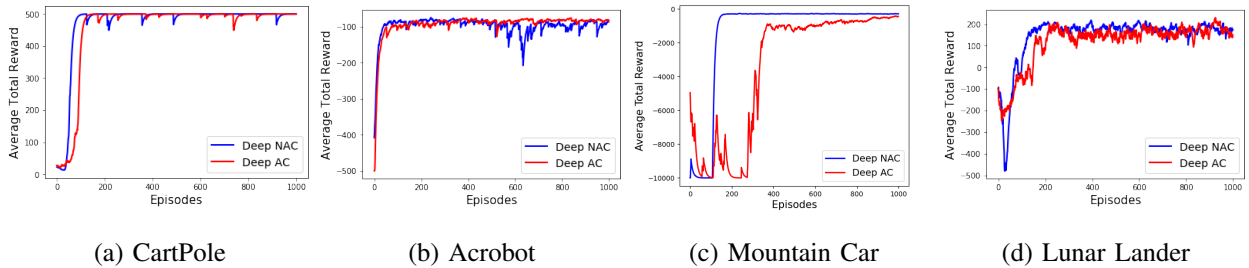 Average Total Reward
500
400
300
200
100
0
0
200
400
600
800
1000
Episodes
Deep NAC
Deep AC
(a) CartPole
Average Total Reward
−100
−200
−300
−400
−500
0
200
400
600
800
1000
Episodes
Deep NAC
Deep AC
(b) Acrobot
Average Total Reward
−2000
−4000
−6000
−8000
−10000
0
200
400
600
800
1000
Episodes
Deep NAC
Deep AC
(c) Mountain Car
Average Total Reward
200
100
0
−100
−200
−300
−400
−500
0
200
400
600
800
1000
Episodes
Deep NAC
Deep AC
(d) Lunar Lander